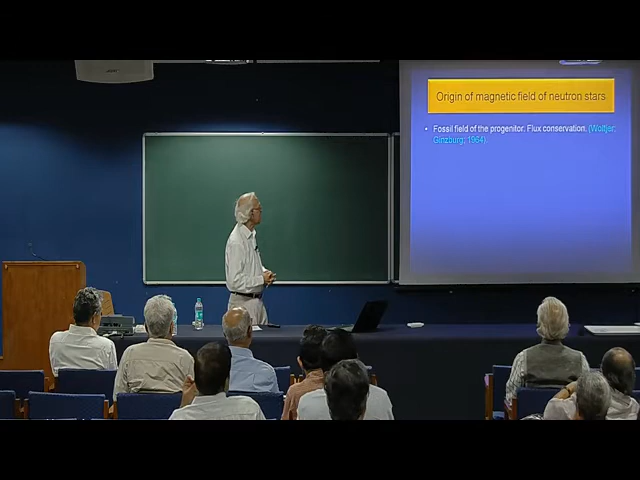 Origin of magnetic field of neutron stars
• Fossil field of the progenitor. Flux conservation. (Woltjer;
Ginzburg; 1964).